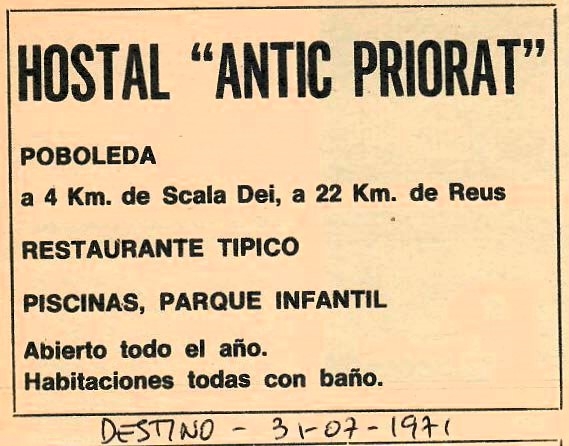 HOSTAL “ANTIC PRIORAT”
POBOLEDA
a 4 Km. de Scala Dei, a 22 Km. de Reus
RESTAURANTE TIPICO
PISCINAS, PARQUE INFANTIL
Abierto todo el año.
Habitaciones todas con baño.
DESTINO - 31-07-1971